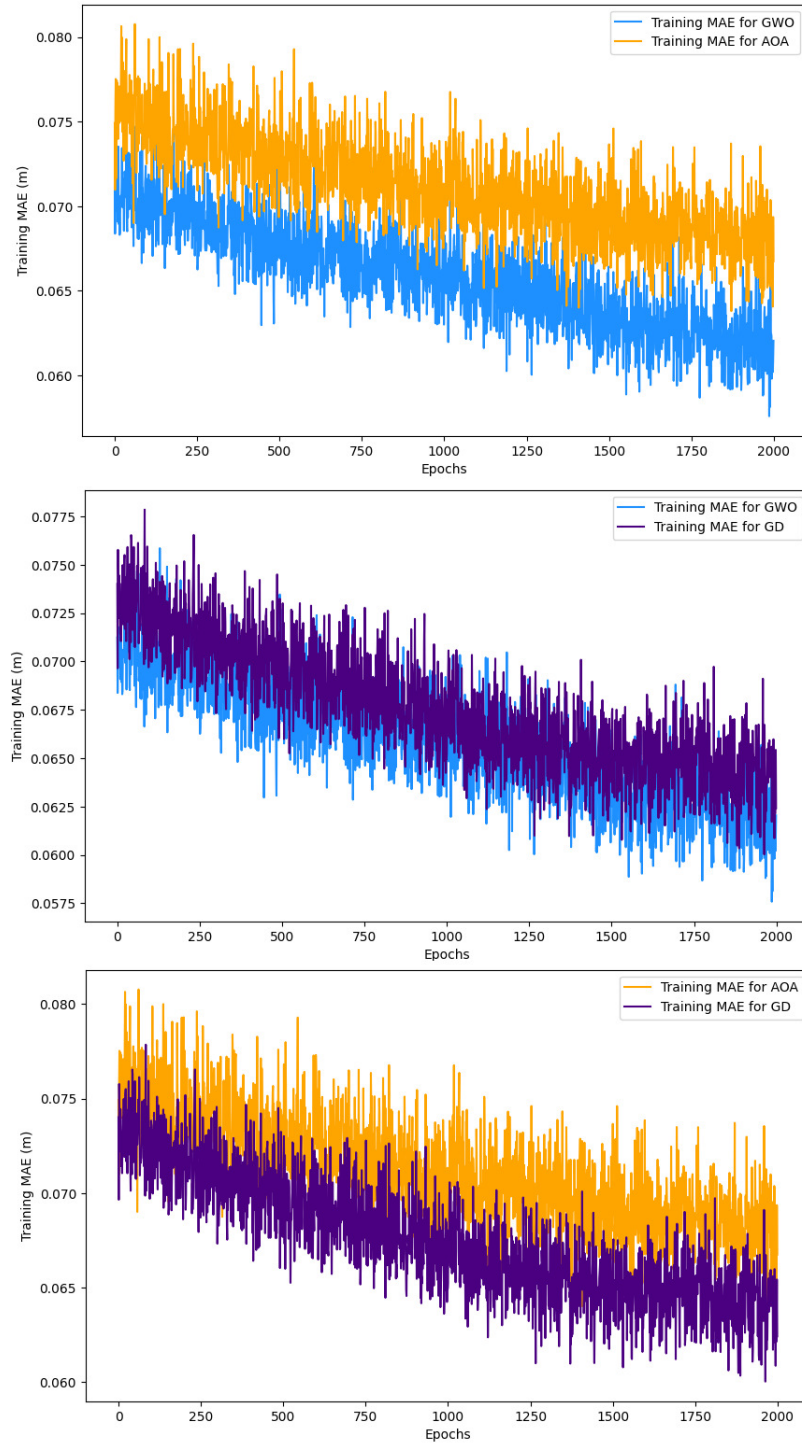 Training MAE for GWO
Training MAE for AOA
0.080
0.075
0.070
0.065
0.060
Training MAE (m)
0 250 500 750 1000 1250 1500 1750 2000
Epochs
Training MAE for GWO
Training MAE for GD
0.0775
0.0750
0.0725
0.0700
0.0675
0.0650
0.0625
0.0600
0.0575
Training MAE (m)
0 250 500 750 1000 1250 1500 1750 2000
Epochs
Training MAE for AOA
Training MAE for GD
0.080
0.075
0.070
0.065
0.060
Training MAE (m)
0 250 500 750 1000 1250 1500 1750 2000
Epochs